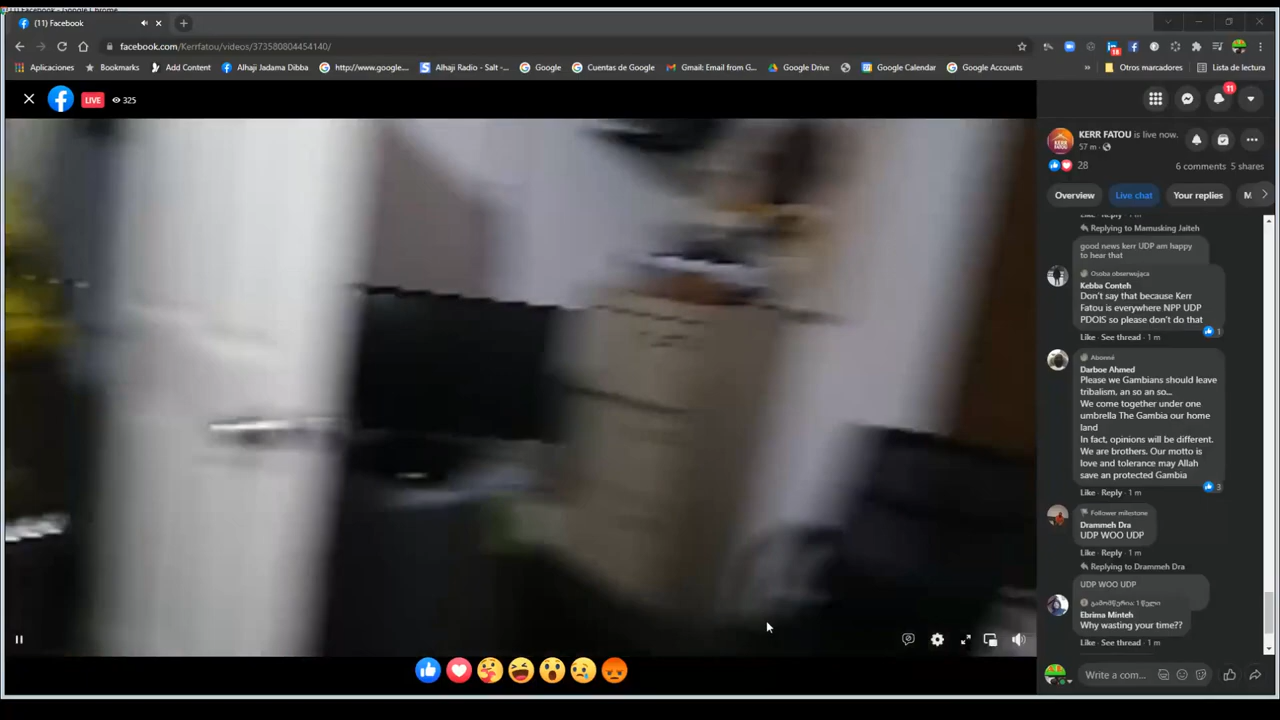 (11) Facebook
facebook.com/Kerrfatou/videos/373580804454140/
Aplicaciones
Bookmarks
Add Content
Alhaji Jadama Dibba
http://www.google....
Alhaji Radio - Salt -...
Google
Cuentas de Google
Gmail: Email from G...
Google Drive
Google Calendar
Google Accounts
»
Otros marcadores
Lista de lectura
LIVE
325
11
KERR FATOU is live now.
57 m
28
6 comments 5 shares
Overview
Live chat
Your replies
M
Like · Reply · 1 m
Replying to Mamusking Jaiteh
good news kerr UDP am happy
to hear that
Osoba obserwująca
Kebba Conteh
Don't say that because Kerr
Fatou is everywhere NPP UDP
PDOIS so please don't do that
1
Like · See thread · 1 m
Abonné
Darboe Ahmed
Please we Gambians should leave
tribalism, an so an so...
We come together under one
umbrella The Gambia our home
land
In fact, opinions will be different.
We are brothers. Our motto is
love and tolerance may Allah
save an protected Gambia
3
Like · Reply · 1 m
Follower milestone
Drammeh Dra
UDP WOO UDP
Like · Reply · 1 m
Replying to Drammeh Dra
UDP WOO UDP
Ebrima Minteh
Why wasting your time??
Like · See thread · 1 m
Write a com...